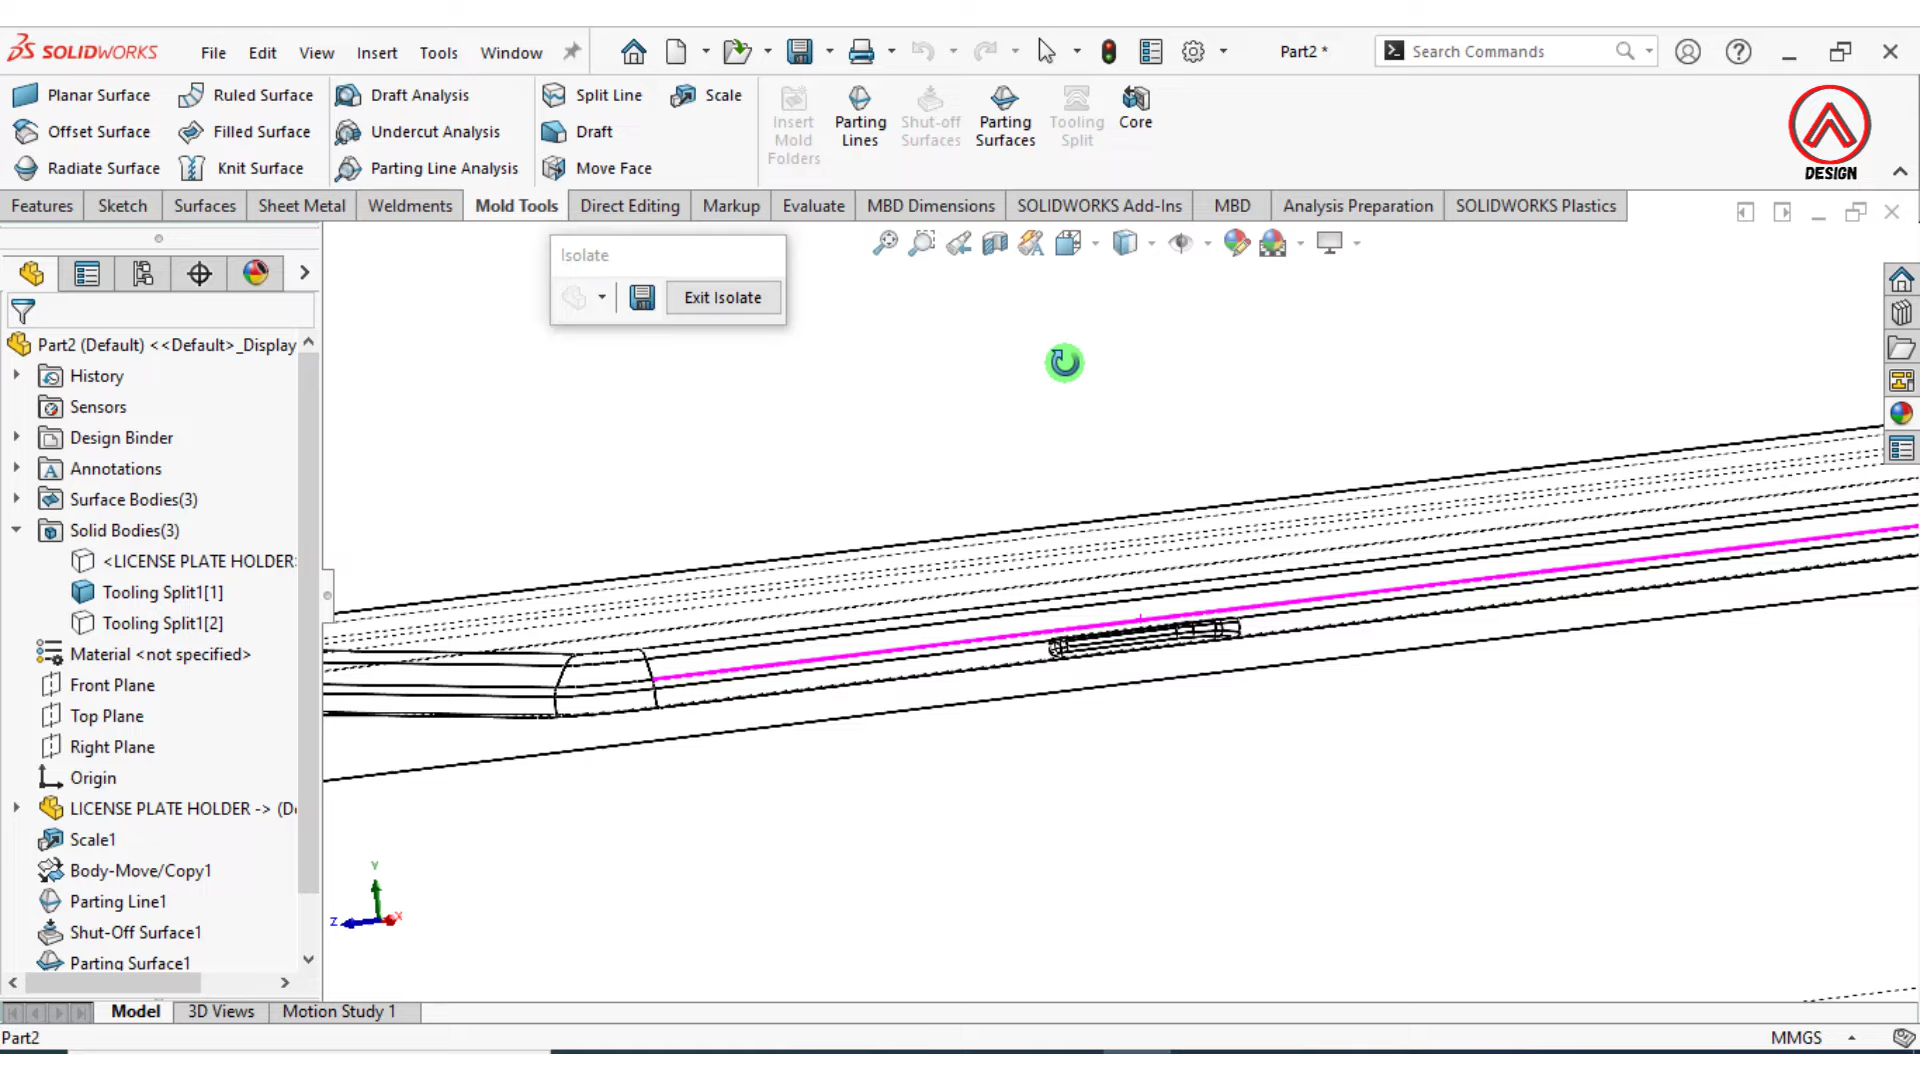 SOLIDWORKS File Edit View Insert Tools Window Part2 * Search Commands
Planar Surface Ruled Surface Draft Analysis Split Line Scale
Offset Surface Filled Surface Undercut Analysis Draft
Radiate Surface Knit Surface Parting Line Analysis Move Face
Insert Mold Folders
Parting Lines
Shut-off Surfaces
Parting Surfaces
Tooling Split
Core
DESIGN
Features Sketch Surfaces Sheet Metal Weldments Mold Tools Direct Editing Markup Evaluate MBD Dimensions SOLIDWORKS Add-Ins MBD Analysis Preparation SOLIDWORKS Plastics
Isolate
Exit Isolate
Part2 (Default) <<Default>_Display
History
Sensors
Design Binder
Annotations
Surface Bodies(3)
Solid Bodies(3)
<LICENSE PLATE HOLDER>
Tooling Split1[1]
Tooling Split1[2]
Material <not specified>
Front Plane
Top Plane
Right Plane
Origin
LICENSE PLATE HOLDER -> (De
Scale1
Body-Move/Copy1
Parting Line1
Shut-Off Surface1
Parting Surface1
Y
Z
X
Model 3D Views Motion Study 1
Part2 MMGS